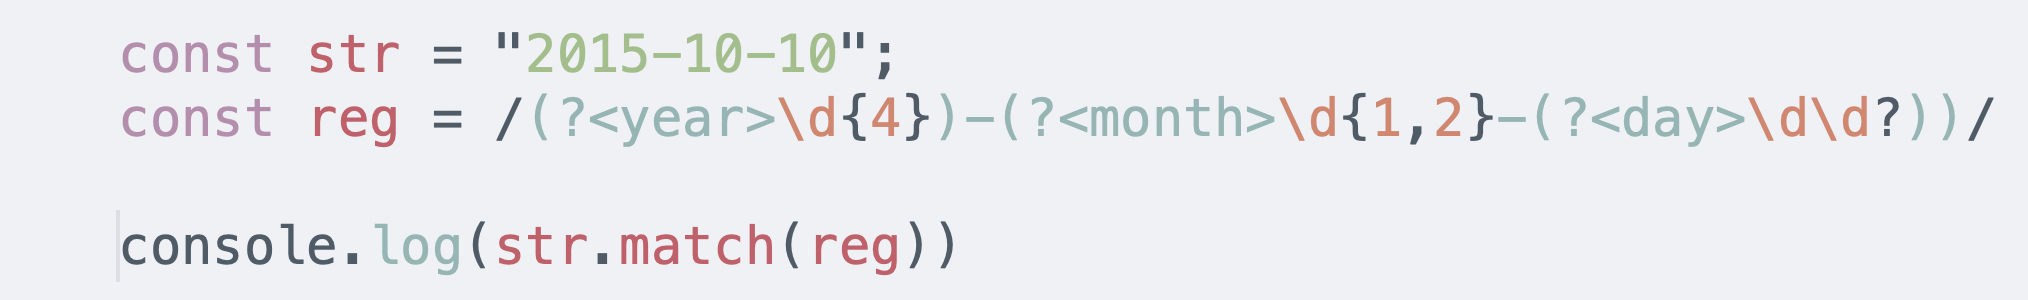 const str = "2015-10-10";
const reg = /(?<year>\d{4})-(?<month>\d{1,2}-(?<day>\d\d?))/
console.log(str.match(reg))